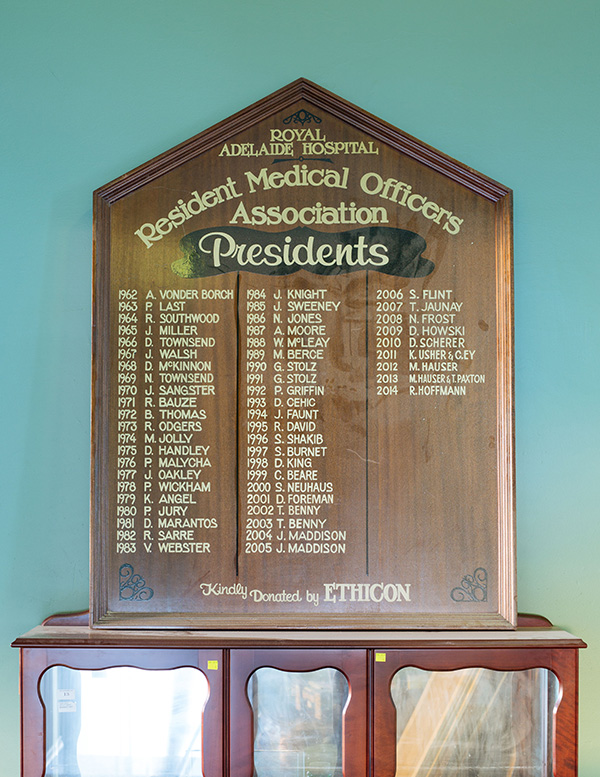 ROYAL
ADELAIDE HOSPITAL
Resident Medical Officers
Association
Presidents
1962 A. VONDER BORCH
1963 P. LAST
1964 R. SOUTHWOOD
1965 J. MILLER
1966 D. TOWNSEND
1967 J. WALSH
1968 D. McKINNON
1969 N. TOWNSEND
1970 J. SANGSTER
1971 R. BAUZE
1972 B. THOMAS
1973 R. ODGERS
1974 M. JOLLY
1975 D. HANDLEY
1976 P. MALYCHA
1977 J. OAKLEY
1978 P. WICKHAM
1979 K. ANGEL
1980 P. JURY
1981 D. MARANTOS
1982 R. SARRE
1983 V. WEBSTER
1984 J. KNIGHT
1985 J. SWEENEY
1986 N. JONES
1987 A. MOORE
1988 W. McLEAY
1989 M. BERCE
1990 G. STOLZ
1991 G. STOLZ
1992 P. GRIFFIN
1993 D. CEHIC
1994 J. FAUNT
1995 R. DAVID
1996 S. SHAKIB
1997 S. BURNET
1998 D. KING
1999 C. BEARE
2000 S. NEUHAUS
2001 D. FOREMAN
2002 T. BENNY
2003 T. BENNY
2004 J. MADDISON
2005 J. MADDISON
2006 S. FLINT
2007 T. JAUNAY
2008 N. FROST
2009 D. HOWSKI
2010 D. SCHERER
2011 K. USHER & C.EY
2012 M. HAUSER
2013 M. HAUSER & T. PAXTON
2014 R. HOFFMANN
Kindly Donated by ETHICON